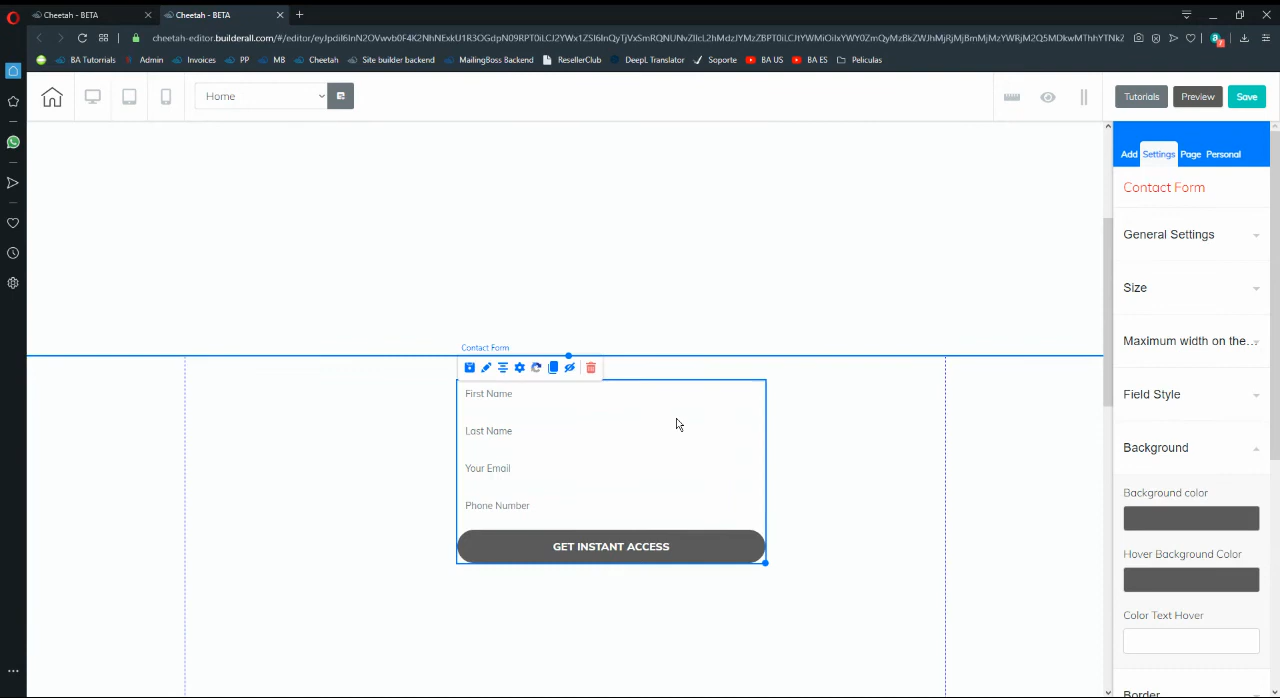 Cheetah - BETA
Cheetah - BETA
cheetah-editor.builderall.com/#/editor/
BA Tutorrials
Admin
Invoices
PP
MB
Cheetah
Site builder backend
MailingBoss Backend
ResellerClub
DeepL Translator
Soporte
BA US
BA ES
Peliculas
Home
Tutorials
Preview
Save
Add
Settings
Page
Personal
Contact Form
General Settings
Size
Maximum width on the...
Field Style
Background
Background color
Hover Background Color
Color Text Hover
Border
Contact Form
First Name
Last Name
Your Email
Phone Number
GET INSTANT ACCESS